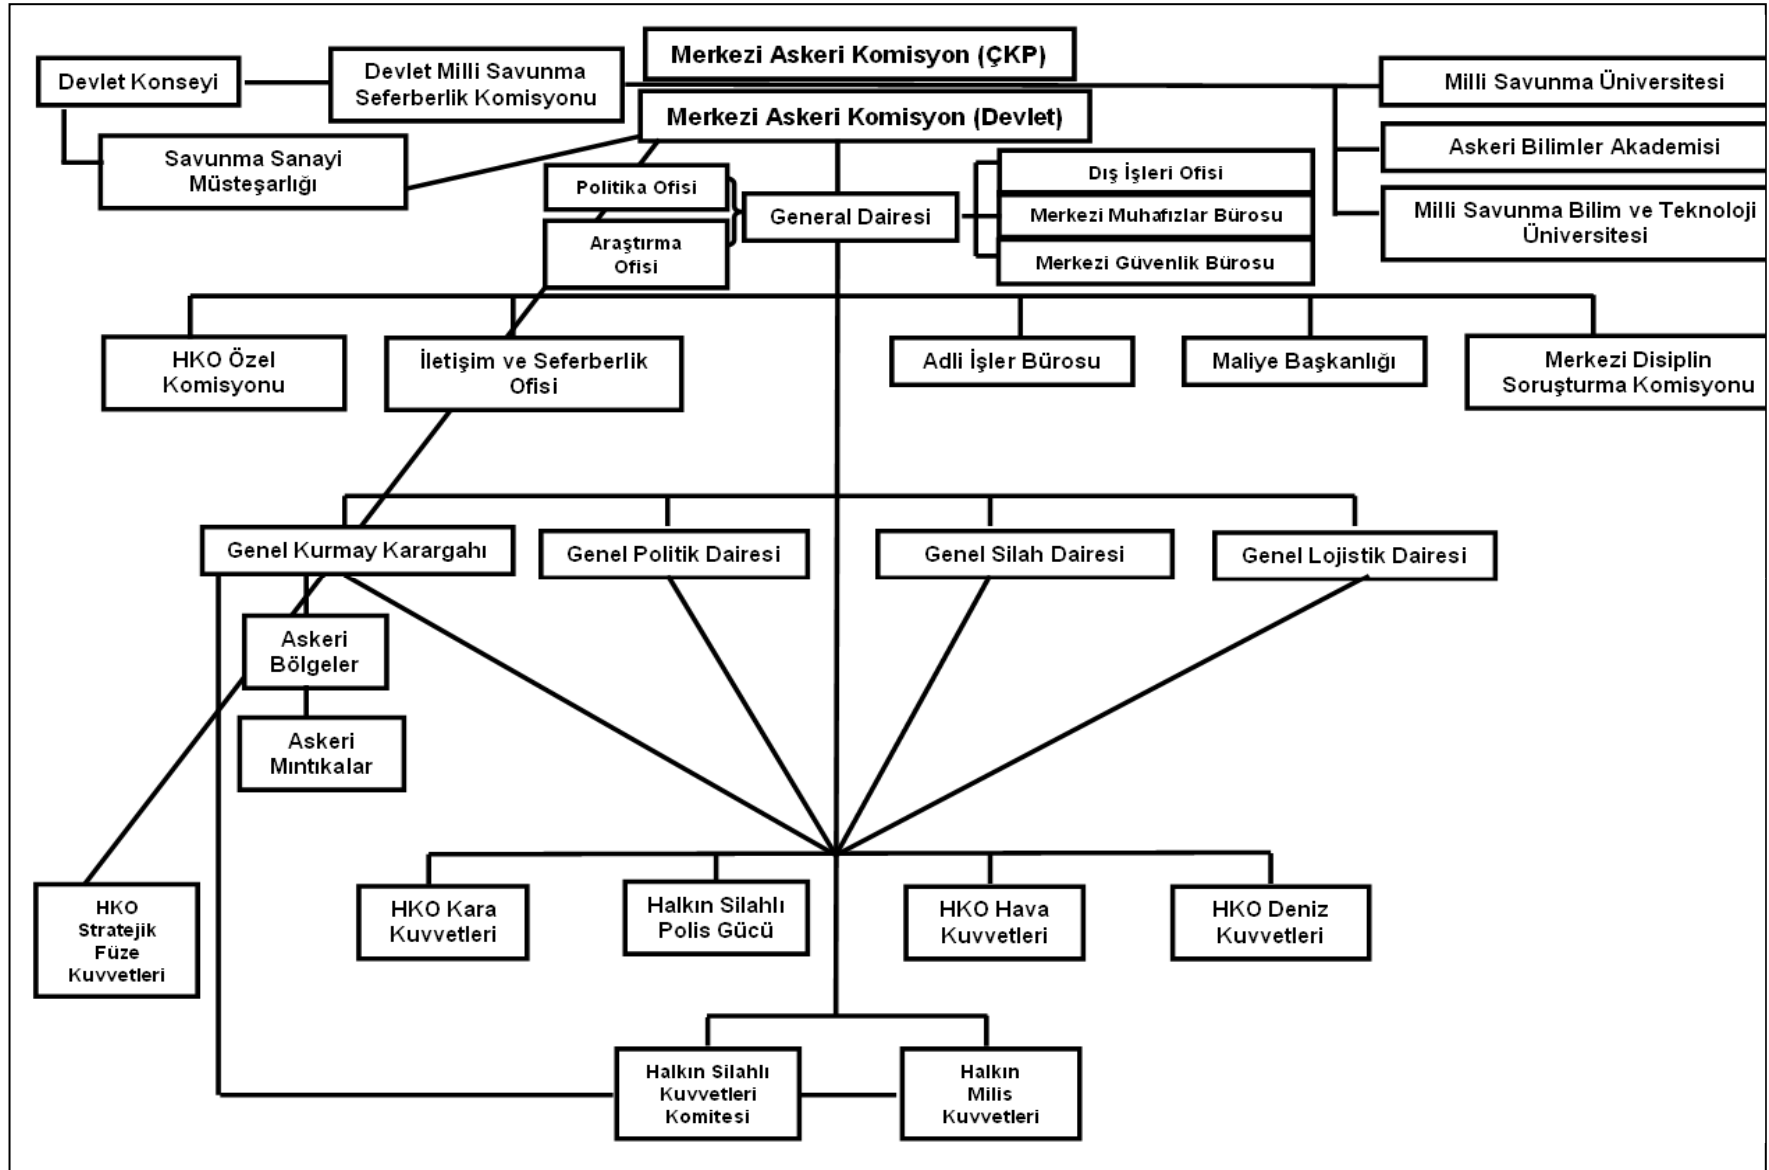 Merkezi Askeri Komisyon (ÇKP)
Devlet Konseyi
Devlet Milli Savunma
Seferberlik Komisyonu
Milli Savunma Üniversitesi
Merkezi Askeri Komisyon (Devlet)
Savunma Sanayi
Müsteşarlığı
Askeri Bilimler Akademisi
Politika Ofisi
Dış İşleri Ofisi
General Dairesi
Merkezi Muhafızlar Bürosu
Milli Savunma Bilim ve Teknoloji
Üniversitesi
Araştırma
Ofisi
Merkezi Güvenlik Bürosu
HKO Özel
Komisyonu
İletişim ve Seferberlik
Ofisi
Adli İşler Bürosu
Maliye Başkanlığı
Merkezi Disiplin
Soruşturma Komisyonu
Genel Kurmay Karargahı
Genel Politik Dairesi
Genel Silah Dairesi
Genel Lojistik Dairesi
Askeri
Bölgeler
Askeri
Mıntıkalar
HKO
Stratejik
Füze
Kuvvetleri
HKO Kara
Kuvvetleri
Halkın Silahlı
Polis Gücü
HKO Hava
Kuvvetleri
HKO Deniz
Kuvvetleri
Halkın Silahlı
Kuvvetleri
Komitesi
Halkın
Milis
Kuvvetleri